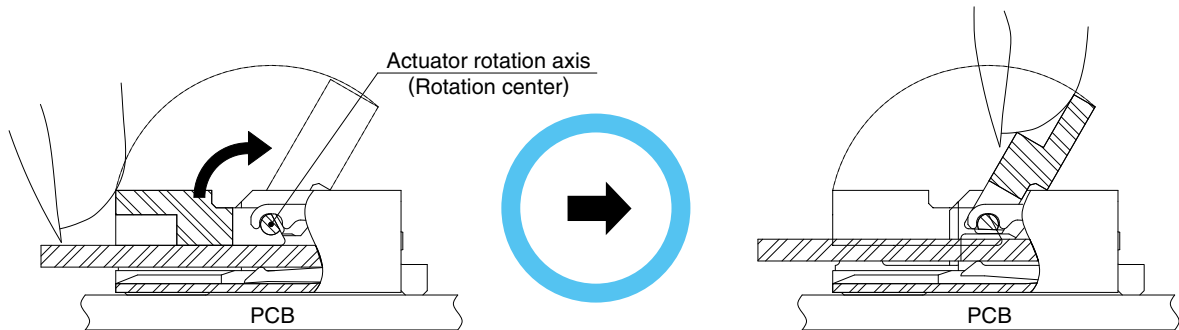 Actuator rotation axis
(Rotation center)
PCB
PCB